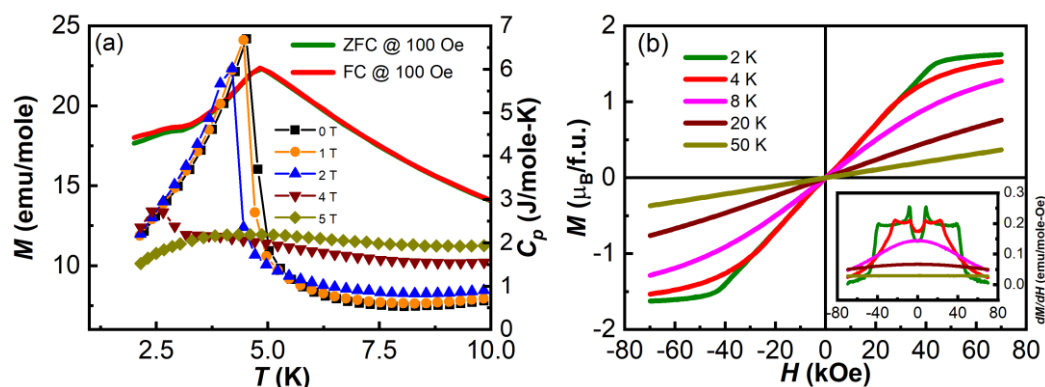 (a)
ZFC @ 100 Oe
FC @ 100 Oe
0 T
1 T
2 T
4 T
5 T
25
20
15
10
M (emu/mole)
7
6
5
4
3
2
1
0
C_p (J/mole-K)
2.5 5.0 7.5 10.0
T (K)
(b)
2 K
4 K
8 K
20 K
50 K
2
1
0
-1
-2
M (μ_B/f.u.)
-80 -60 -40 -20 0 20 40 60 80
H (kOe)
0.3
0.2
0.1
0.0
dM/dH (emu/mole-Oe)
-80 -40 0 40 80